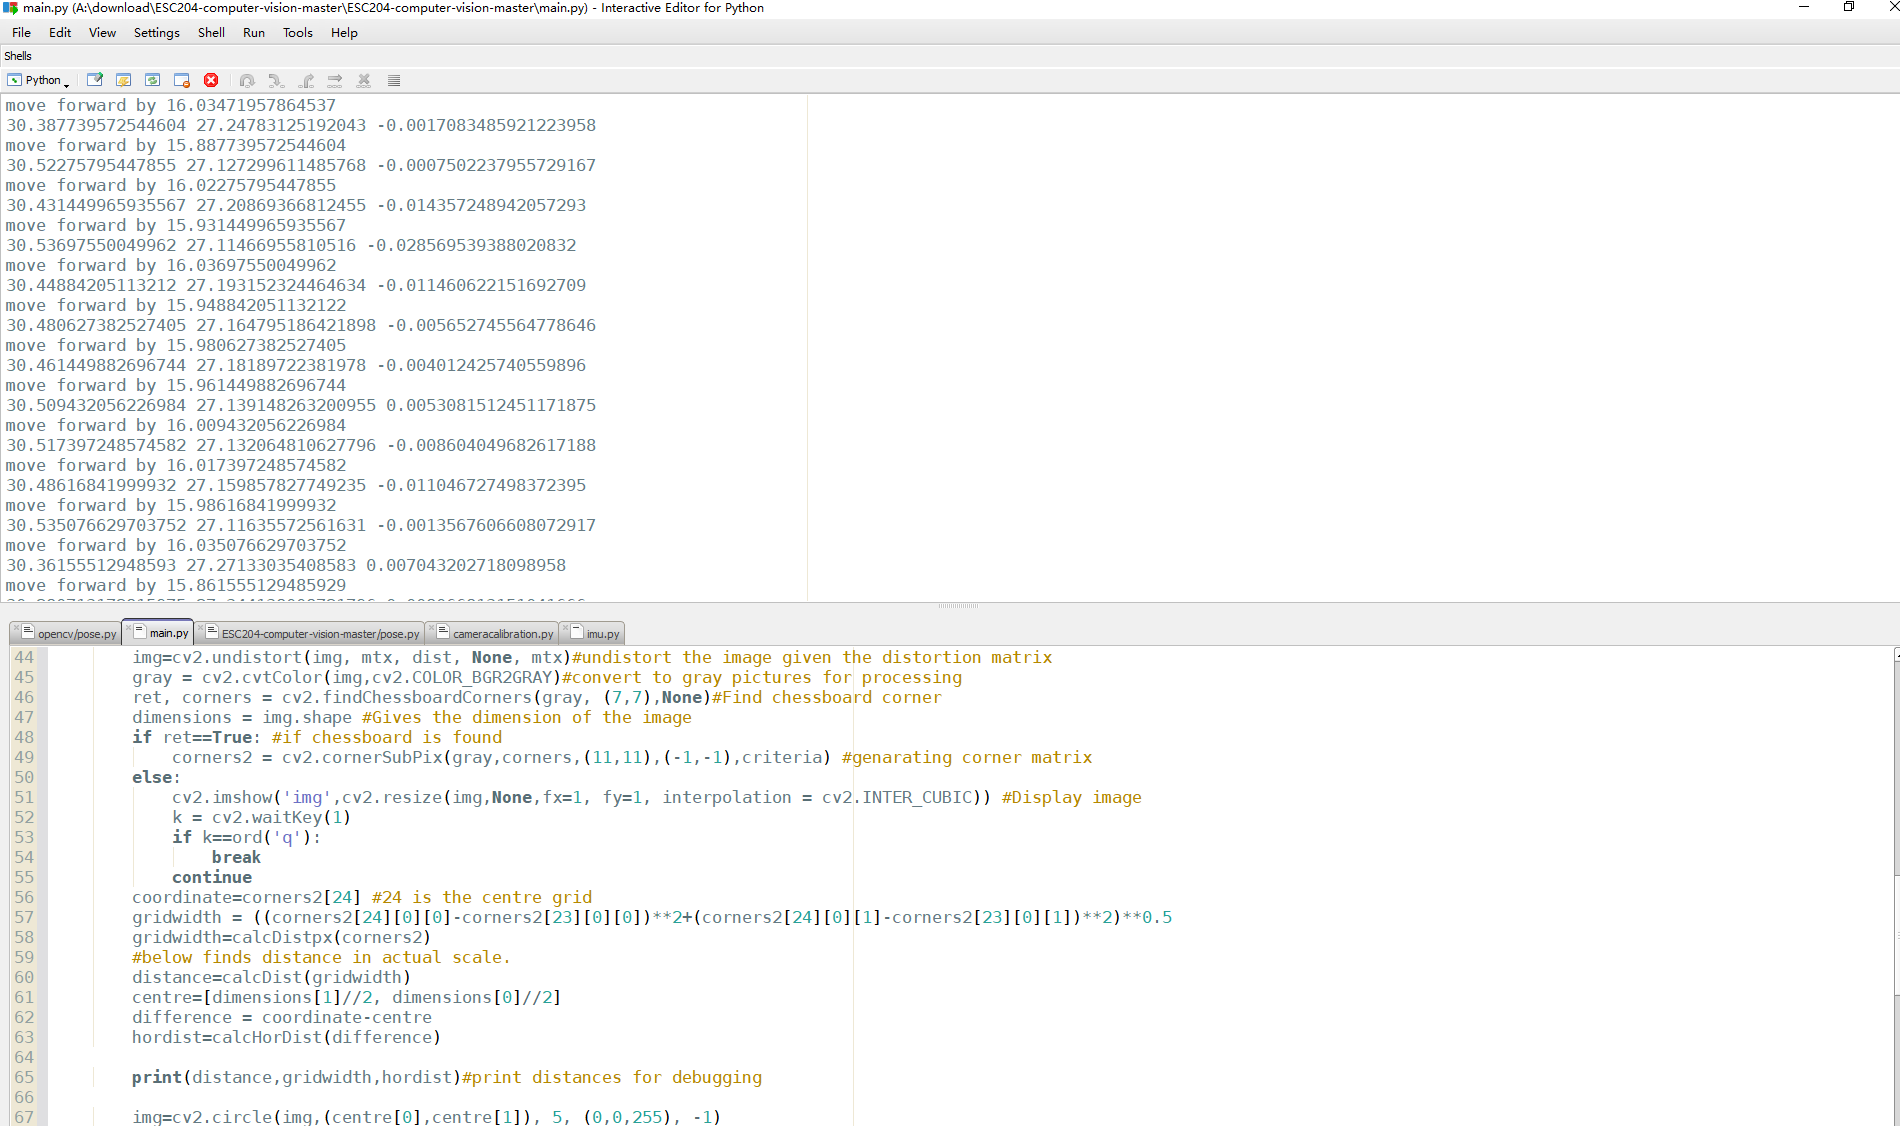 main.py (A:\download\ESC204-computer-vision-master\ESC204-computer-vision-master\main.py) - Interactive Editor for Python
File Edit View Settings Shell Run Tools Help
Shells
Python
move forward by 16.03471957864537
30.387739572544604 27.24783125192043 -0.0017083485921223958
move forward by 15.887739572544604
30.52275795447855 27.127299611485768 -0.0007502237955729167
move forward by 16.02275795447855
30.431449965935567 27.20869366812455 -0.014357248942057293
move forward by 15.931449965935567
30.53697550049962 27.11466955810516 -0.028569539388020832
move forward by 16.03697550049962
30.44884205113212 27.193152324464634 -0.011460622151692709
move forward by 15.948842051132122
30.480627382527405 27.164795186421898 -0.005652745564778646
move forward by 15.980627382527405
30.461449882696744 27.18189722381978 -0.004012425740559896
move forward by 15.961449882696744
30.509432056226984 27.139148263200955 0.0053081512451171875
move forward by 16.009432056226984
30.517397248574582 27.132064810627796 -0.008604049682617188
move forward by 16.017397248574582
30.48616841999932 27.159857827749235 -0.011046727498372395
move forward by 15.98616841999932
30.535076629703752 27.11635572561631 -0.0013567606608072917
move forward by 16.035076629703752
30.36155512948593 27.27133035408583 0.007043202718098958
move forward by 15.861555129485929
opencv/pose.py main.py ESC204-computer-vision-master/pose.py cameracalibration.py imu.py
44 img=cv2.undistort(img, mtx, dist, None, mtx)#undistort the image given the distortion matrix
45 gray = cv2.cvtColor(img,cv2.COLOR_BGR2GRAY)#convert to gray pictures for processing
46 ret, corners = cv2.findChessboardCorners(gray, (7,7),None)#Find chessboard corner
47 dimensions = img.shape #Gives the dimension of the image
48 if ret==True: #if chessboard is found
49 corners2 = cv2.cornerSubPix(gray,corners,(11,11),(-1,-1),criteria) #genarating corner matrix
50 else:
51 cv2.imshow('img',cv2.resize(img,None,fx=1, fy=1, interpolation = cv2.INTER_CUBIC)) #Display image
52 k = cv2.waitKey(1)
53 if k==ord('q'):
54 break
55 continue
56 coordinate=corners2[24] #24 is the centre grid
57 gridwidth = ((corners2[24][0][0]-corners2[23][0][0])**2+(corners2[24][0][1]-corners2[23][0][1])**2)**0.5
58 gridwidth=calcDistpx(corners2)
59 #below finds distance in actual scale.
60 distance=calcDist(gridwidth)
61 centre=[dimensions[1]//2, dimensions[0]//2]
62 difference = coordinate-centre
63 hordist=calcHorDist(difference)
64
65 print(distance,gridwidth,hordist)#print distances for debugging
66
67 img=cv2.circle(img,(centre[0],centre[1]), 5, (0,0,255), -1)